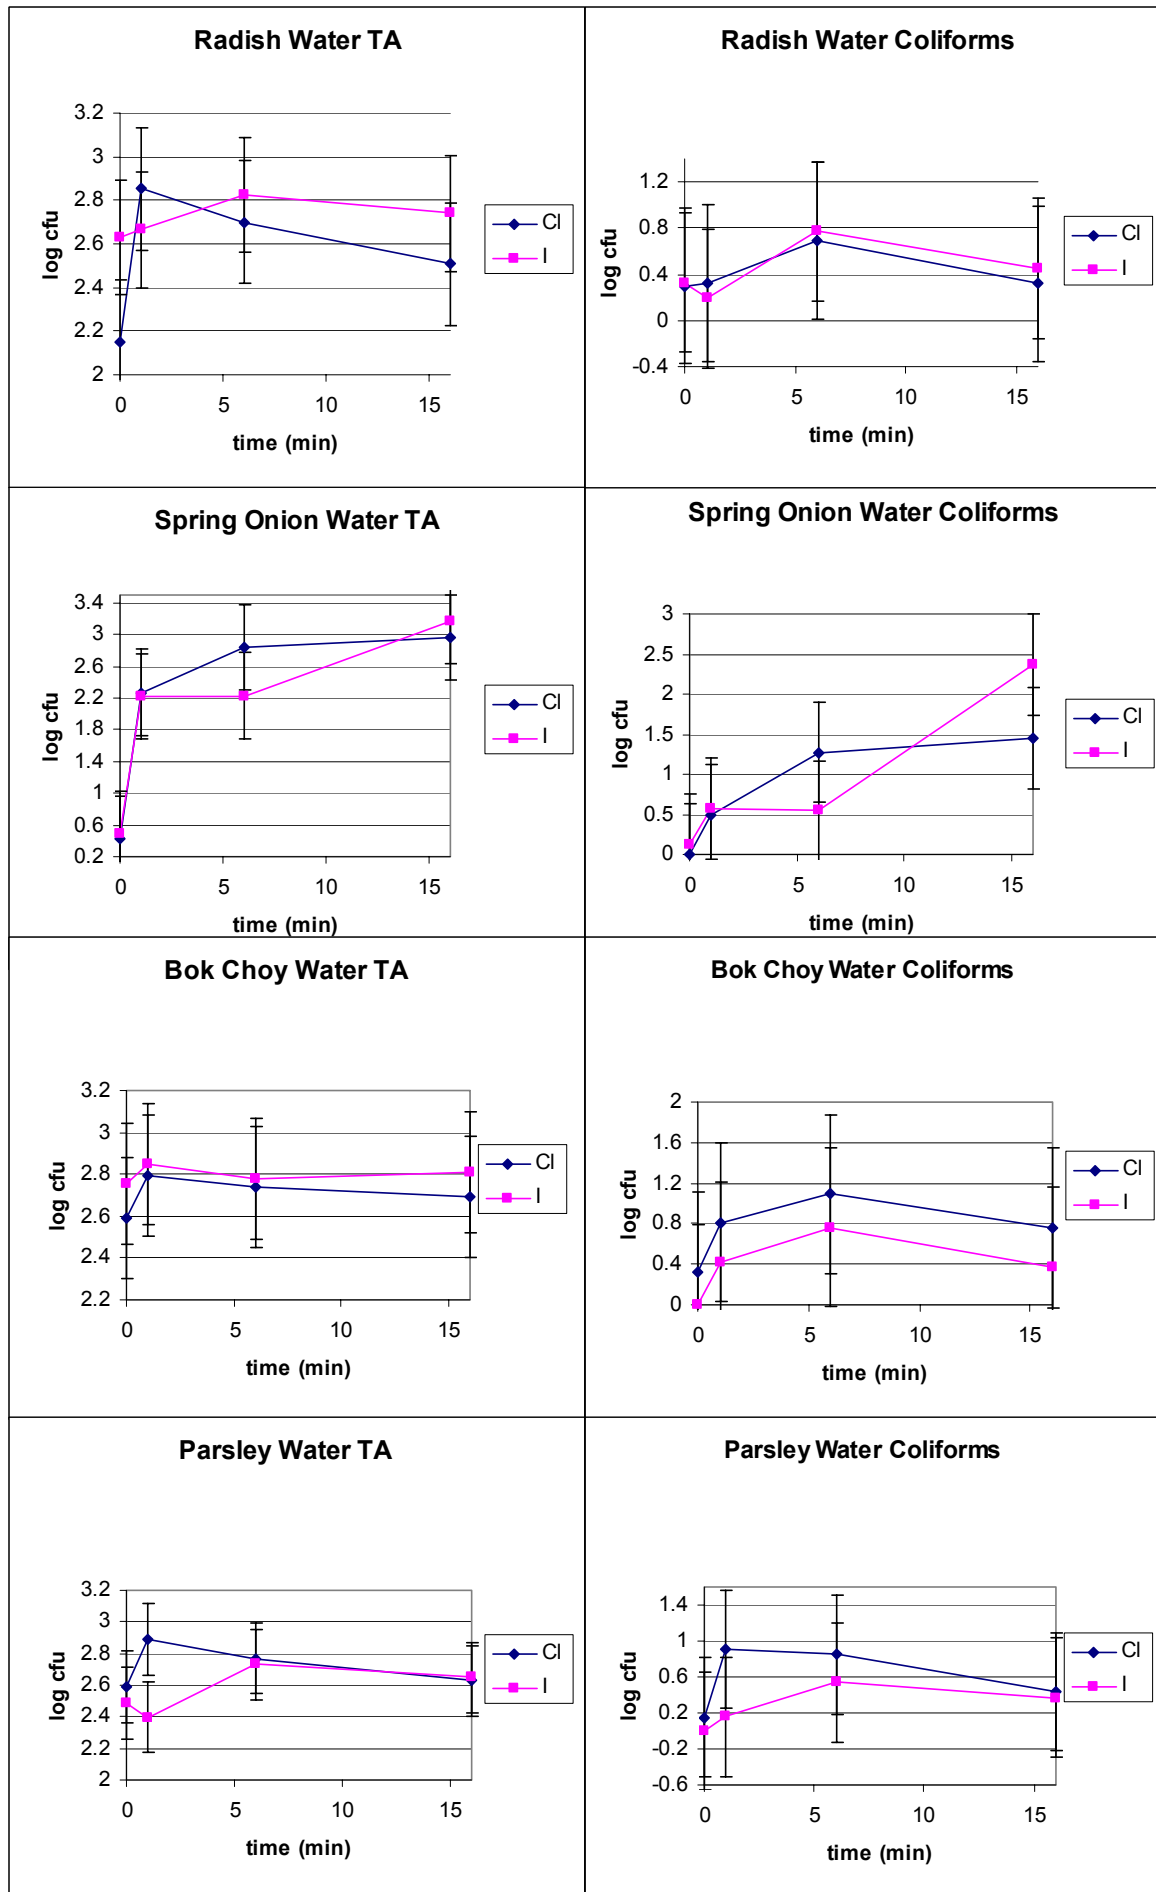 Radish Water TA
3.2
3
2.8
2.6
2.4
2.2
2
log cfu
0 5 10 15
time (min)
Cl
I
Radish Water Coliforms
1.2
0.8
0.4
0
-0.4
log cfu
0 5 10 15
time (min)
Cl
I
Spring Onion Water TA
3.4
3
2.6
2.2
1.8
1.4
1
0.6
0.2
log cfu
0 5 10 15
time (min)
Cl
I
Spring Onion Water Coliforms
3
2.5
2
1.5
1
0.5
0
log cfu
0 5 10 15
time (min)
Cl
I
Bok Choy Water TA
3.2
3
2.8
2.6
2.4
2.2
log cfu
0 5 10 15
time (min)
Cl
I
Bok Choy Water Coliforms
2
1.6
1.2
0.8
0.4
0
log cfu
0 5 10 15
time (min)
Cl
I
Parsley Water TA
3.2
3
2.8
2.6
2.4
2.2
2
log cfu
0 5 10 15
time (min)
Cl
I
Parsley Water Coliforms
1.4
1
0.6
0.2
-0.2
-0.6
log cfu
0 5 10 15
time (min)
Cl
I